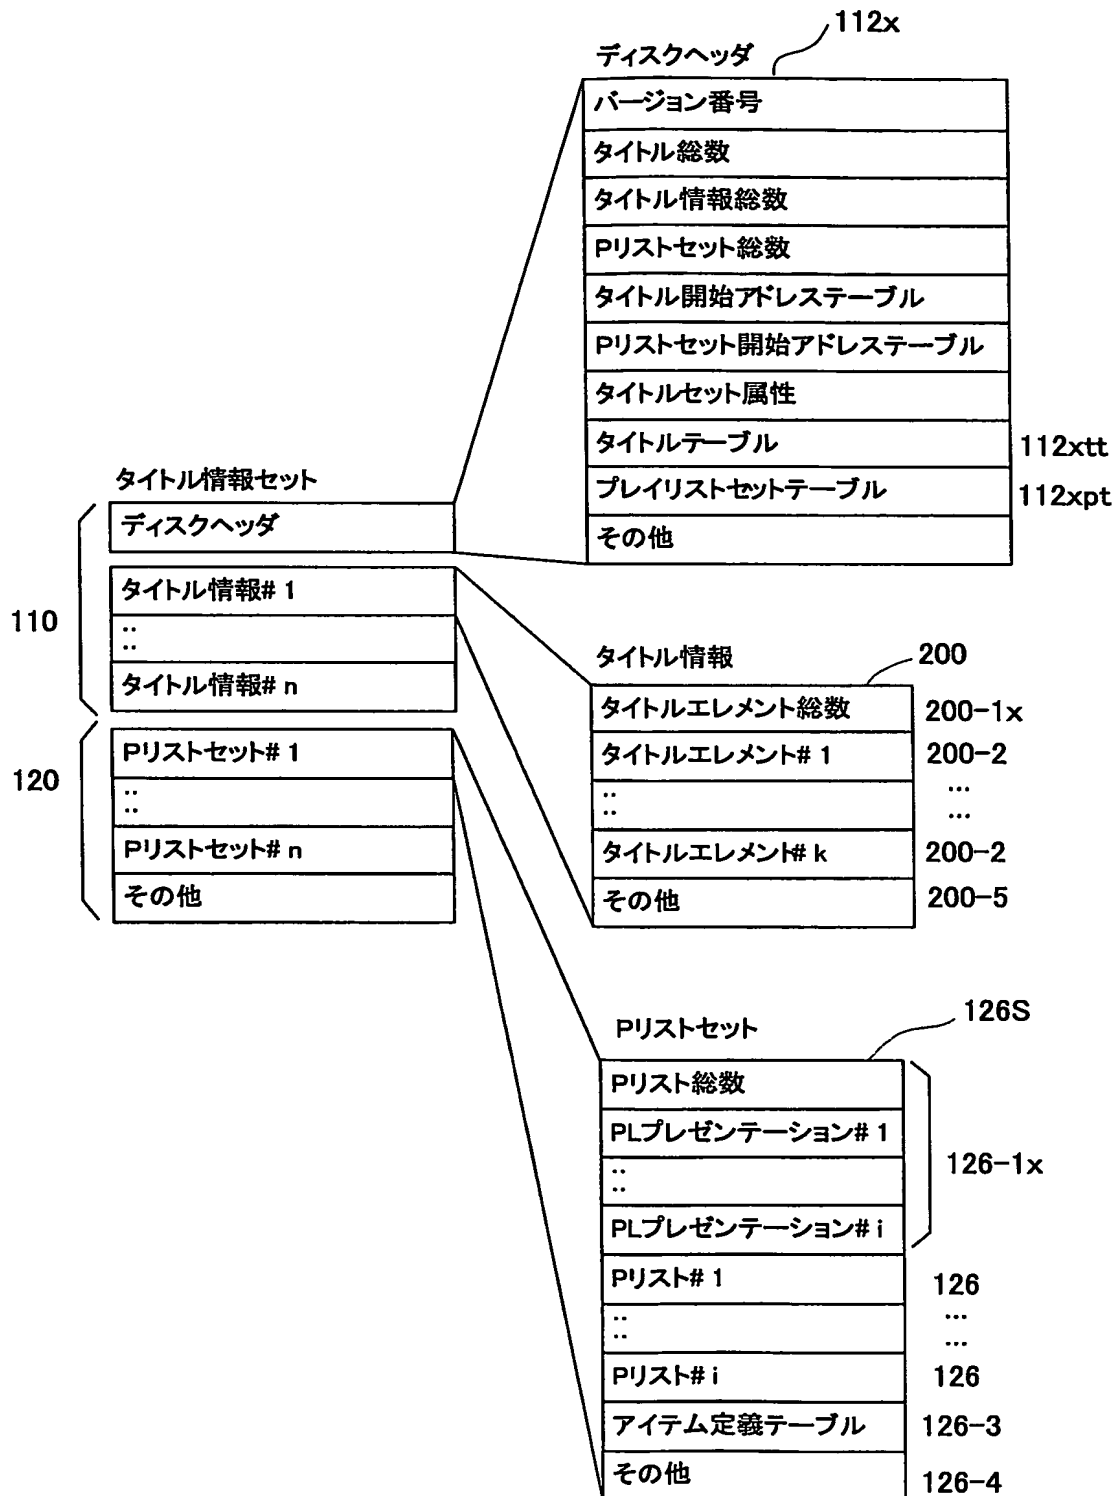 112x
ディスクヘッダ
バージョン番号
タイトル総数
タイトル情報総数
Pリストセット総数
タイトル開始アドレステーブル
Pリストセット開始アドレステーブル
タイトルセット属性
タイトルテーブル 112xtt
プレイリストセットテーブル 112xpt
その他
タイトル情報セット
ディスクヘッダ
110
タイトル情報# 1
::
タイトル情報# n
120
Pリストセット# 1
::
Pリストセット# n
その他
タイトル情報 200
タイトルエレメント総数 200-1x
タイトルエレメント# 1 200-2
:: ... ...
タイトルエレメント# k 200-2
その他 200-5
Pリストセット 126S
Pリスト総数
PLプレゼンテーション# 1
:: 126-1x
PLプレゼンテーション# i
Pリスト# 1 126
:: ... ...
Pリスト# i 126
アイテム定義テーブル 126-3
その他 126-4